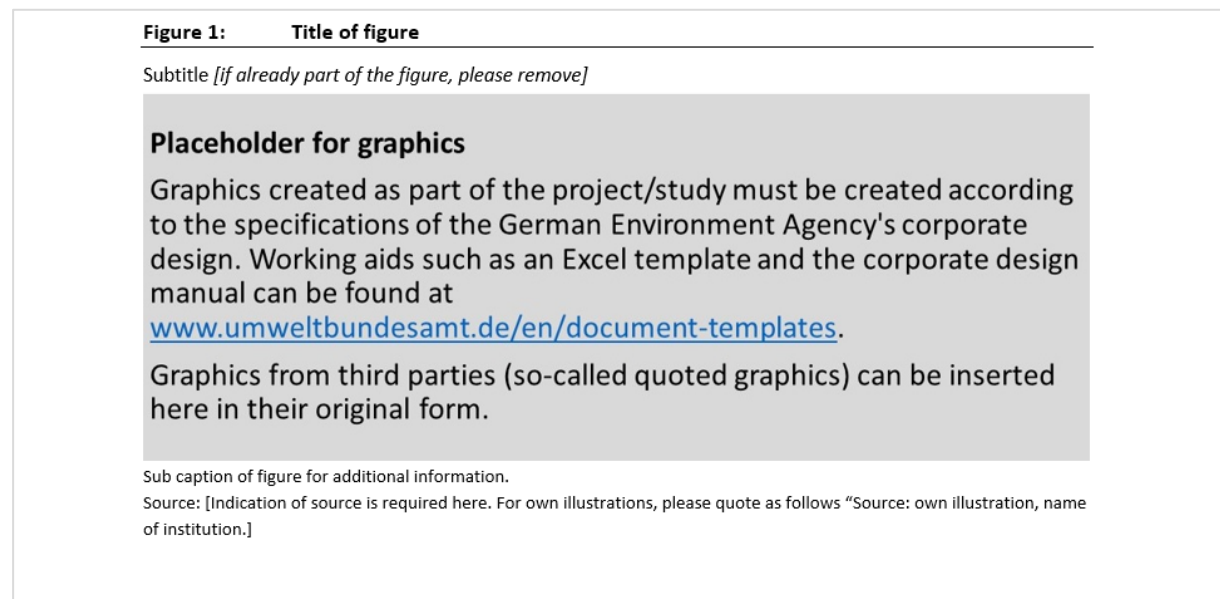 Figure 1: Title of figure
Subtitle [if already part of the figure, please remove]
Placeholder for graphics
Graphics created as part of the project/study must be created according
to the specifications of the German Environment Agency's corporate
design. Working aids such as an Excel template and the corporate design
manual can be found at
www.umweltbundesamt.de/en/document-templates.
Graphics from third parties (so-called quoted graphics) can be inserted
here in their original form.
Sub caption of figure for additional information.
Source: [Indication of source is required here. For own illustrations, please quote as follows “Source: own illustration, name
of institution.]